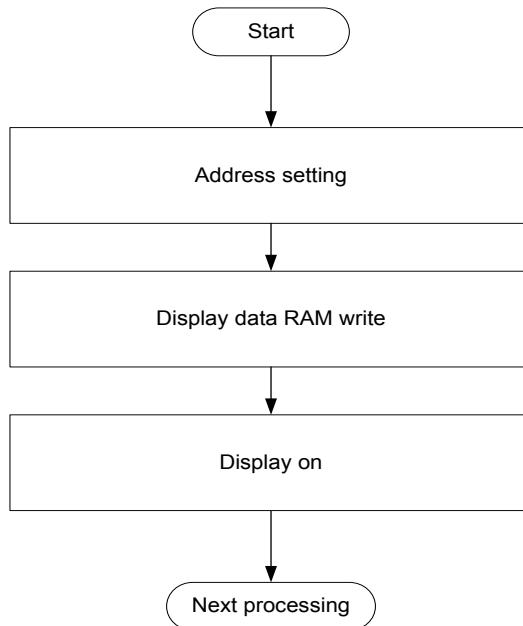 Start
Address setting
Display data RAM write
Display on
Next processing